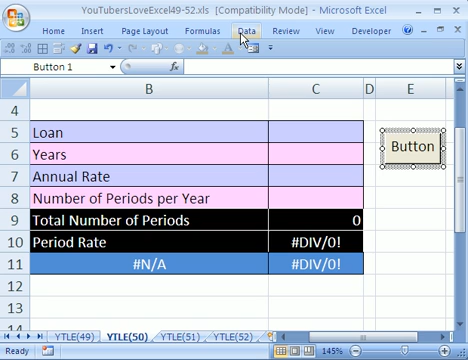 YouTubersLoveExcel49-52.xls [Compatibility Mode] - Microsoft Excel
Home Insert Page Layout Formulas Data Review View Developer
Button 1 fx
B C D E
4
5 Loan Button
6 Years
7 Annual Rate
8 Number of Periods per Year
9 Total Number of Periods 0
10 Period Rate #DIV/0!
11 #N/A #DIV/0!
12
13
14
YTLE(49) YTLE(50) YTLE(51) YTLE(52)
Ready 145%